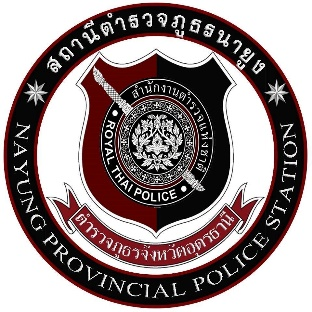 สถานีตำรวจภูธรนายูง
สำนักงานตำรวจแห่งชาติ
ROYAL THAI POLICE
ตำรวจภูธรจังหวัดอุดรธานี
NAYUNG PROVINCIAL POLICE STATION